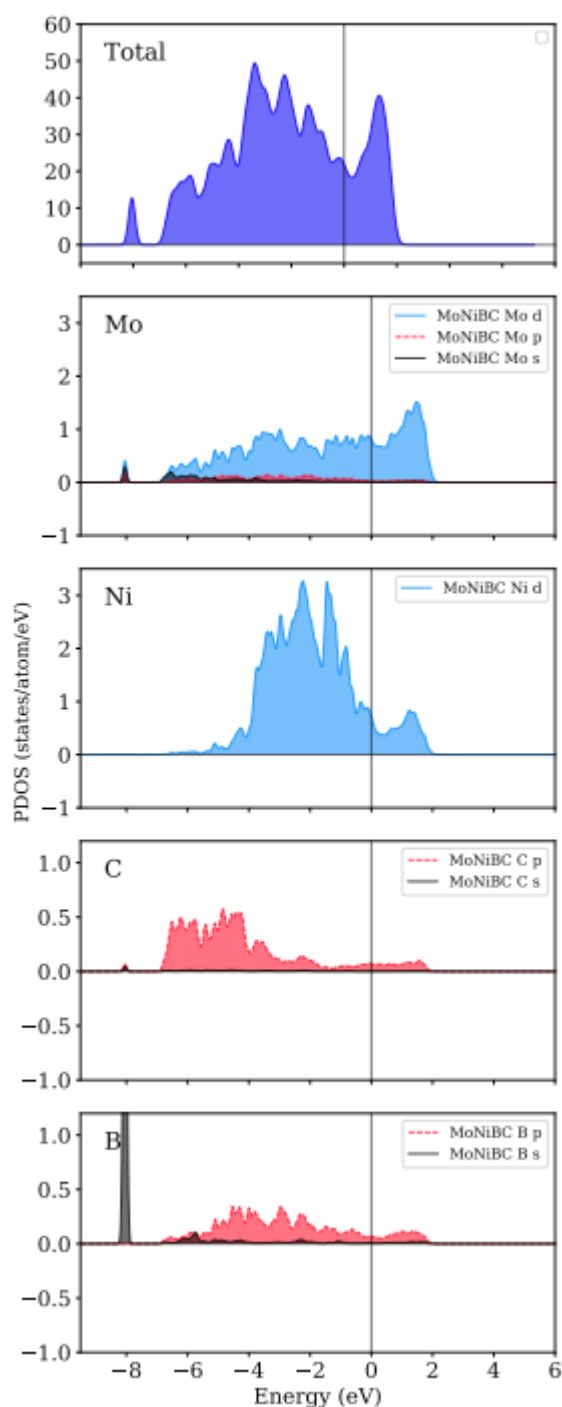 60
Total
50
40
30
20
10
0
3
Mo
MoNiBC Mo d
MoNiBC Mo p
MoNiBC Mo s
2
1
0
−1
3
Ni
MoNiBC Ni d
2
1
0
−1
PDOS (states/atom/eV)
1.0
C
MoNiBC C p
MoNiBC C s
0.5
0.0
−0.5
−1.0
1.0
B
MoNiBC B p
MoNiBC B s
0.5
0.0
−0.5
−1.0
−8 −6 −4 −2 0 2 4 6
Energy (eV)